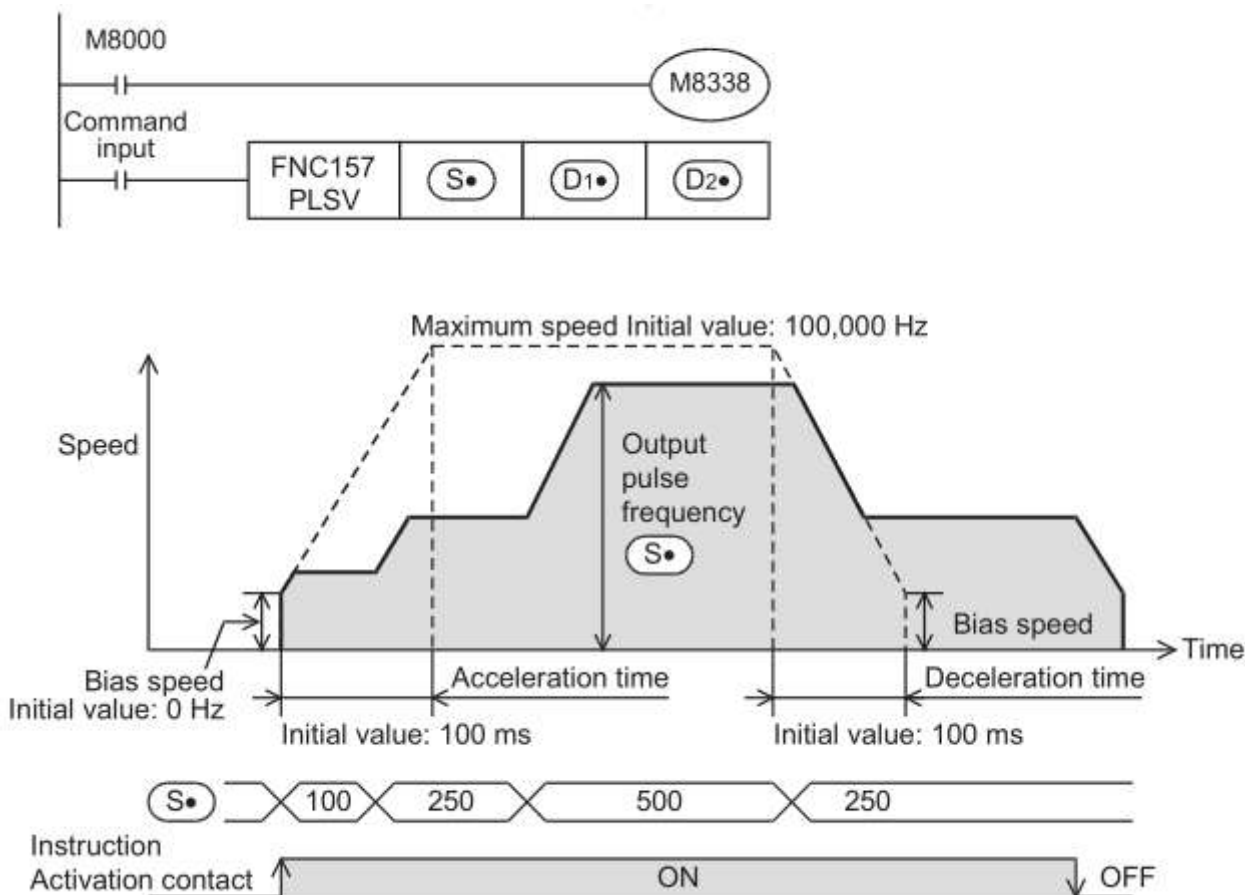 M8000
M8338
Command
input
FNC157
PLSV
S•
D1•
D2•
Maximum speed Initial value: 100,000 Hz
Speed
Output
pulse
frequency
S•
Bias speed
Time
Bias speed
Initial value: 0 Hz
Acceleration time
Deceleration time
Initial value: 100 ms
Initial value: 100 ms
S•
100
250
500
250
Instruction
Activation contact
ON
OFF